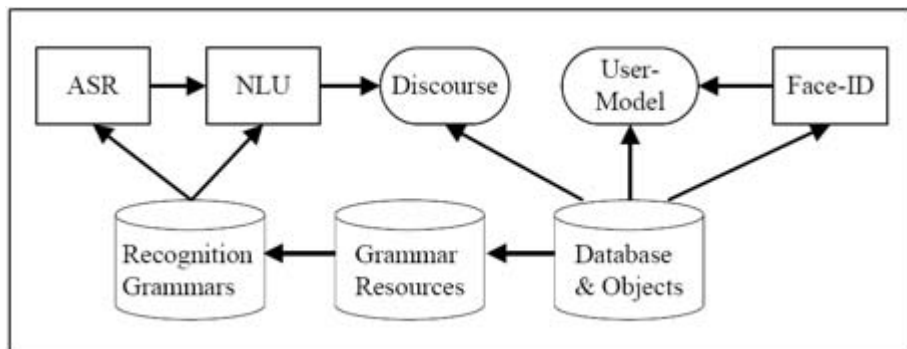 ASR
NLU
Discourse
User-
Model
Face-ID
Recognition
Grammars
Grammar
Resources
Database
& Objects